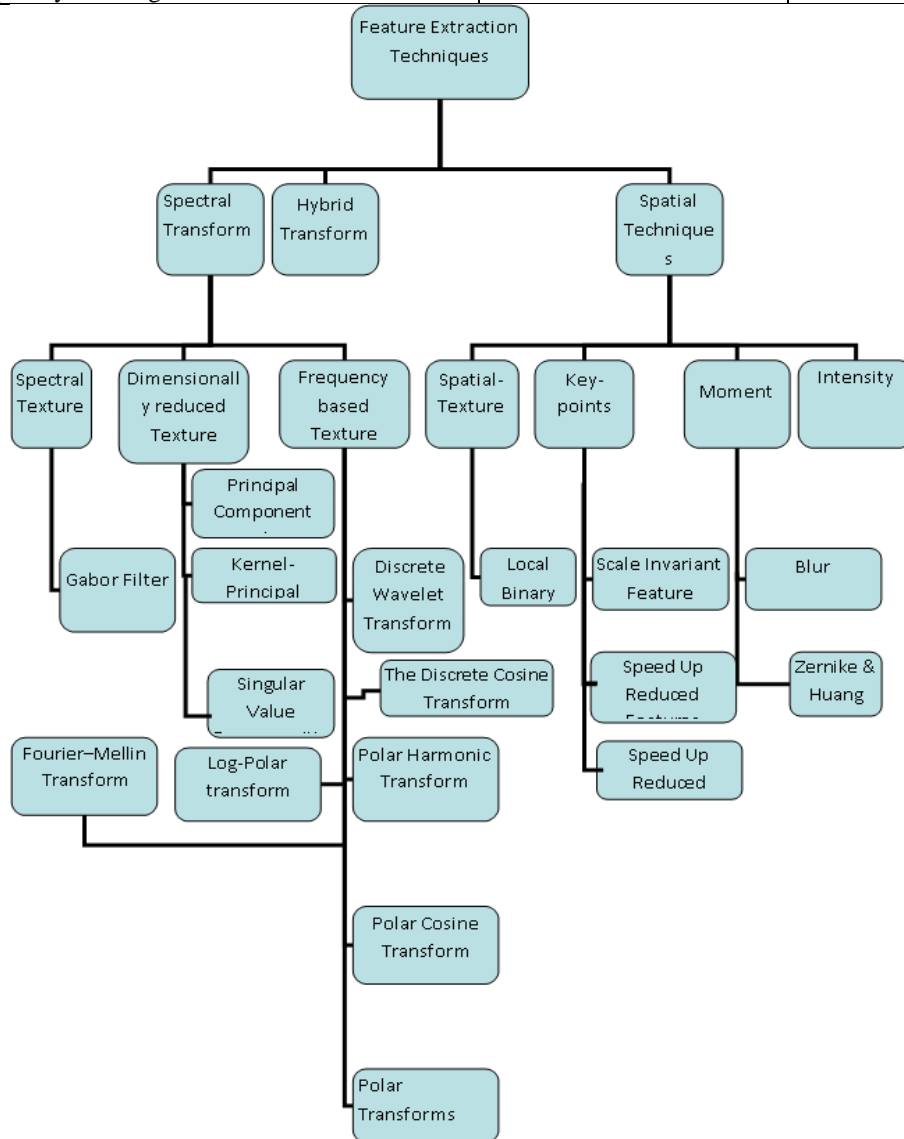 Feature Extraction
Techniques
Spectral
Transform
Hybrid
Transform
Spatial
Technique
s
Spectral
Texture
Dimensionall
y reduced
Texture
Frequency
based
Texture
Spatial-
Texture
Key-
points
Moment
Intensity
Principal
Component
Gabor Filter
Kernel-
Principal
Discrete
Wavelet
Transform
Local
Binary
Scale Invariant
Feature
Blur
Singular
Value
The Discrete Cosine
Transform
Speed Up
Reduced
Features
Zernike &
Huang
Fourier–Mellin
Transform
Log-Polar
transform
Polar Harmonic
Transform
Speed Up
Reduced
Polar Cosine
Transform
Polar
Transforms